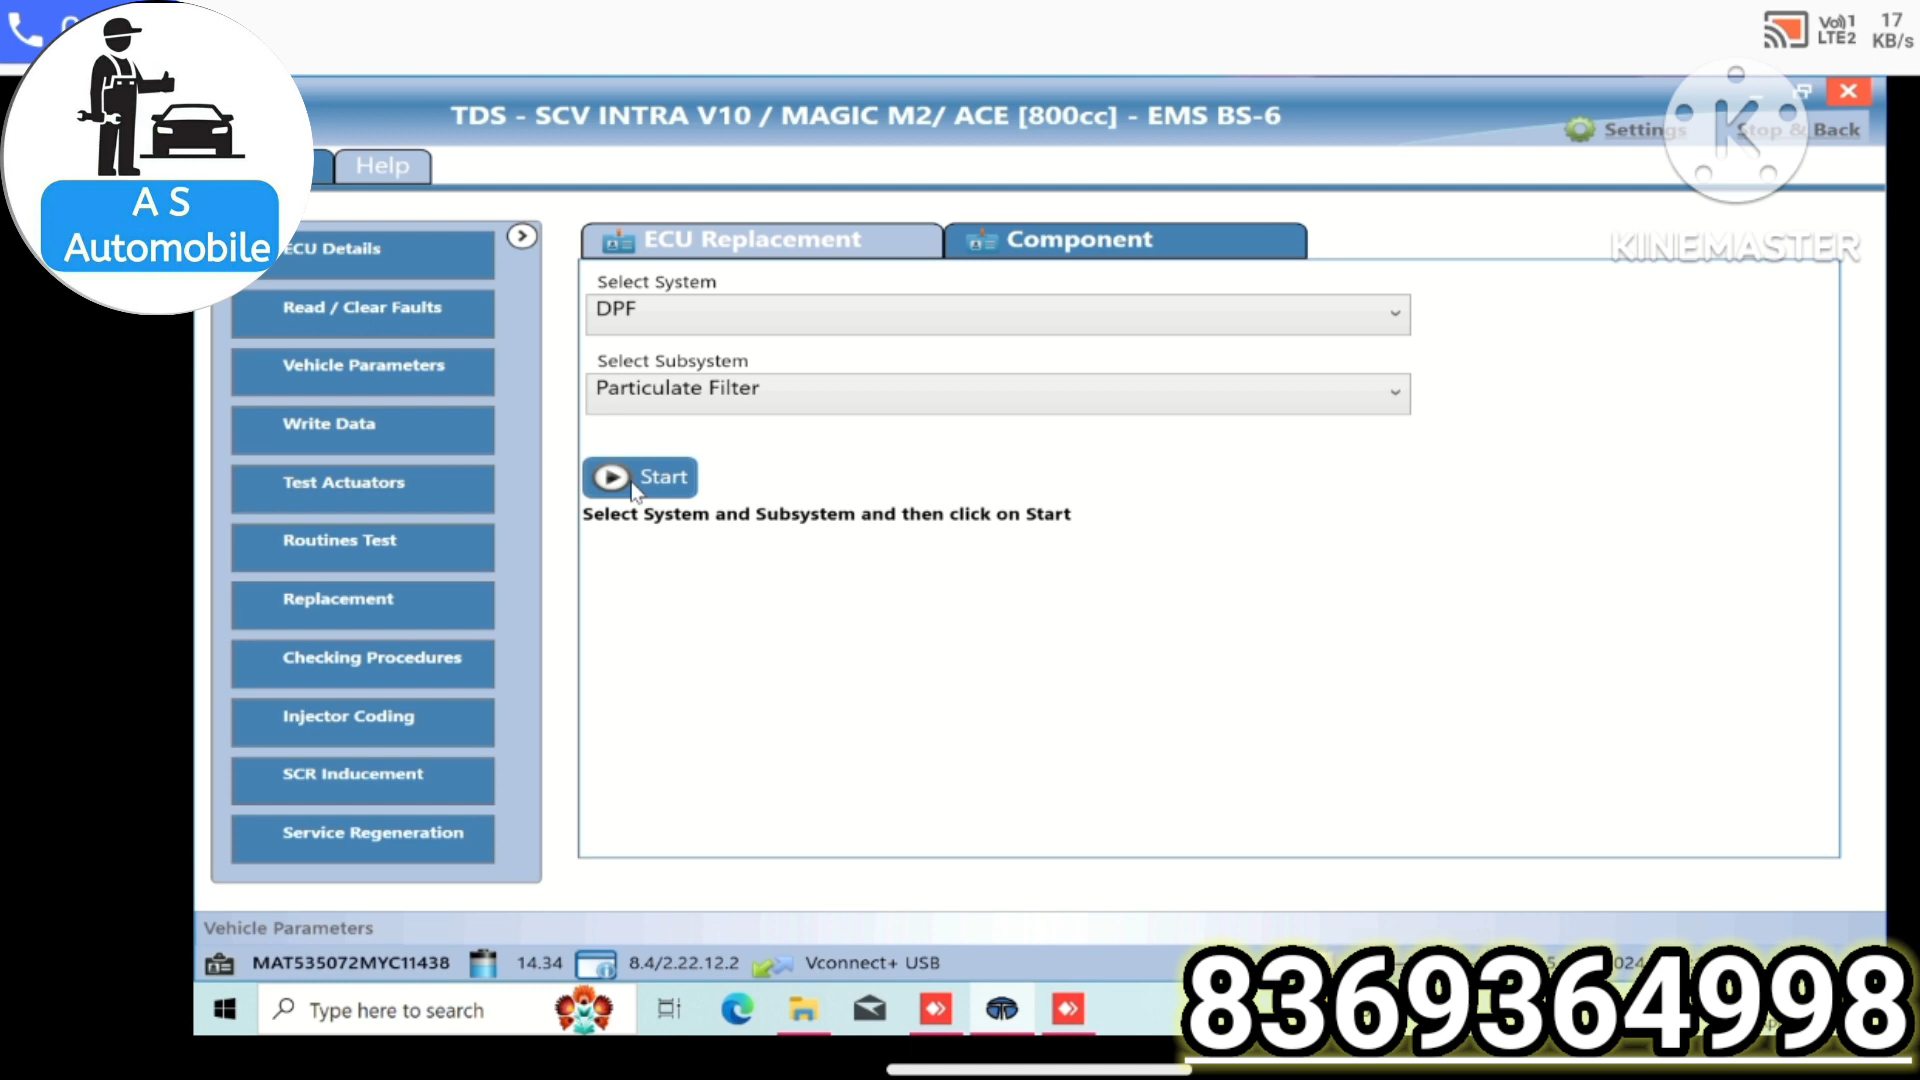 Vo)) 1
LTE2
17
KB/s
A S
Automobile
TDS - SCV INTRA V10 / MAGIC M2/ ACE [800cc] - EMS BS-6
Settings
Stop & Back
K
KINEMASTER
Help
ECU Details
Read / Clear Faults
Vehicle Parameters
Write Data
Test Actuators
Routines Test
Replacement
Checking Procedures
Injector Coding
SCR Inducement
Service Regeneration
ECU Replacement
Component
Select System
DPF
Select Subsystem
Particulate Filter
Start
Select System and Subsystem and then click on Start
Vehicle Parameters
MAT535072MYC11438
14.34
8.4/2.22.12.2
Vconnect+ USB
Type here to search
8369364998